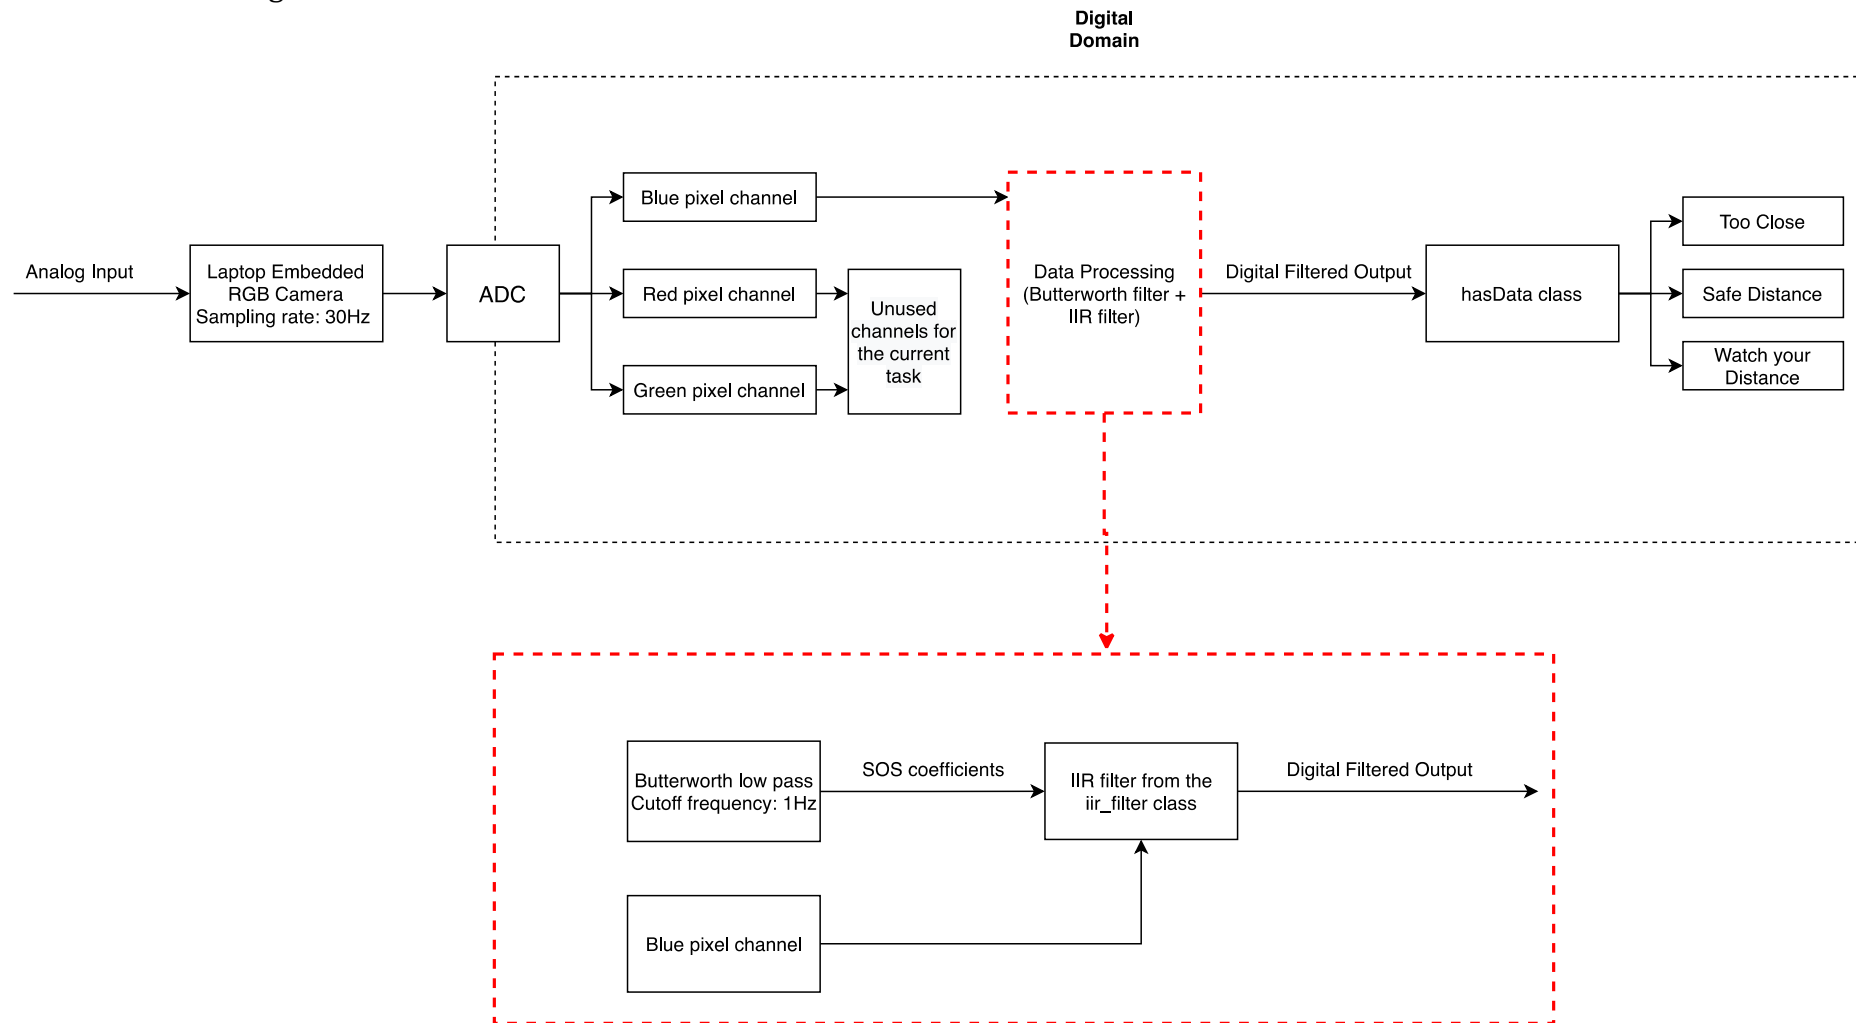 Digital
Domain
Analog Input
Laptop Embedded
RGB Camera
Sampling rate: 30Hz
ADC
Blue pixel channel
Red pixel channel
Green pixel channel
Unused
channels for
the current
task
Data Processing
(Butterworth filter +
IIR filter)
Digital Filtered Output
hasData class
Too Close
Safe Distance
Watch your
Distance
Butterworth low pass
Cutoff frequency: 1Hz
SOS coefficients
IIR filter from the
iir_filter class
Digital Filtered Output
Blue pixel channel